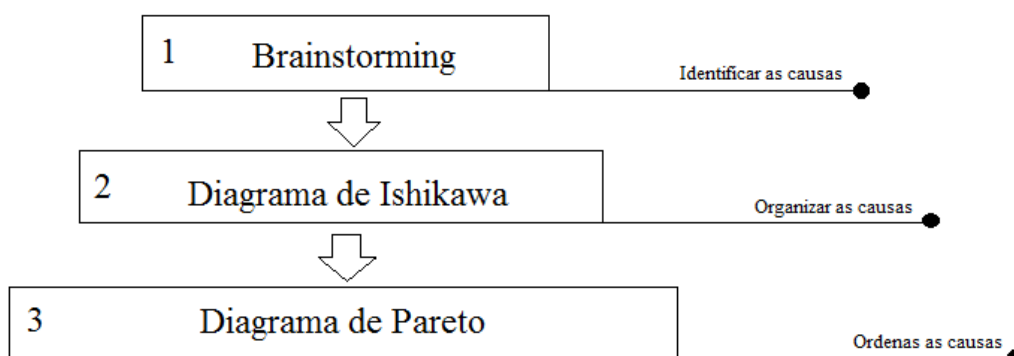 1 Brainstorming
Identificar as causas
2 Diagrama de Ishikawa
Organizar as causas
3 Diagrama de Pareto
Ordenas as causas